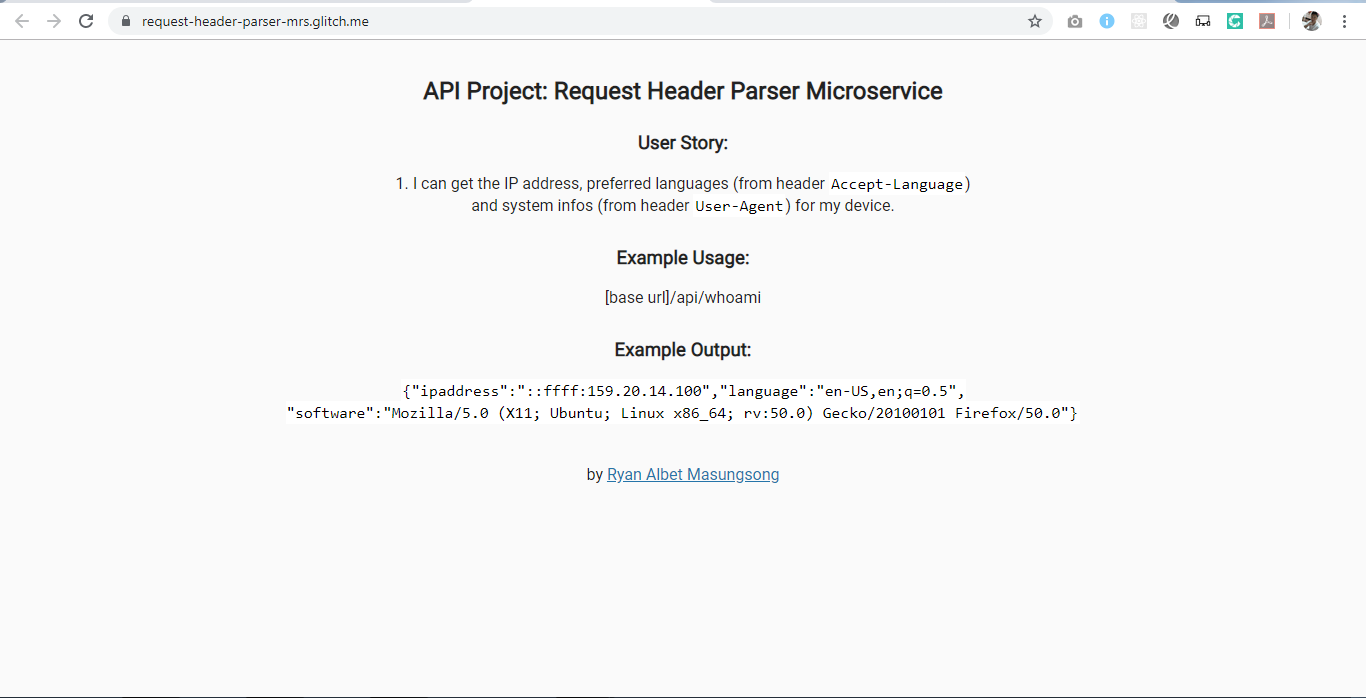 request-header-parser-mrs.glitch.me
API Project: Request Header Parser Microservice
User Story:
1. I can get the IP address, preferred languages (from header Accept-Language)
and system infos (from header User-Agent) for my device.
Example Usage:
[base url]/api/whoami
Example Output:
{"ipaddress":"::ffff:159.20.14.100","language":"en-US,en;q=0.5",
"software":"Mozilla/5.0 (X11; Ubuntu; Linux x86_64; rv:50.0) Gecko/20100101 Firefox/50.0"}
by Ryan Albet Masungsong